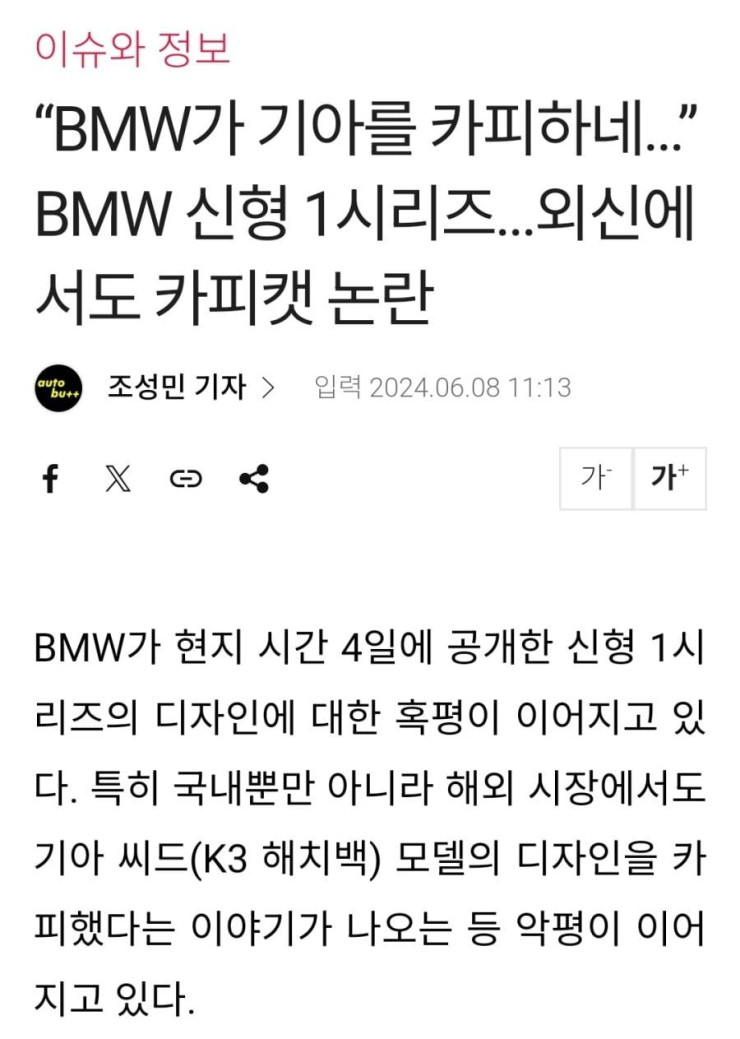 이슈와 정보
“BMW가 기아를 카피하네...”
BMW 신형 1시리즈...외신에
서도 카피캣 논란
auto
bu++
조성민 기자 > 입력 2024.06.08 11:13
가- 가+
BMW가 현지 시간 4일에 공개한 신형 1시
리즈의 디자인에 대한 혹평이 이어지고 있
다. 특히 국내뿐만 아니라 해외 시장에서도
기아 씨드(K3 해치백) 모델의 디자인을 카
피했다는 이야기가 나오는 등 악평이 이어
지고 있다.